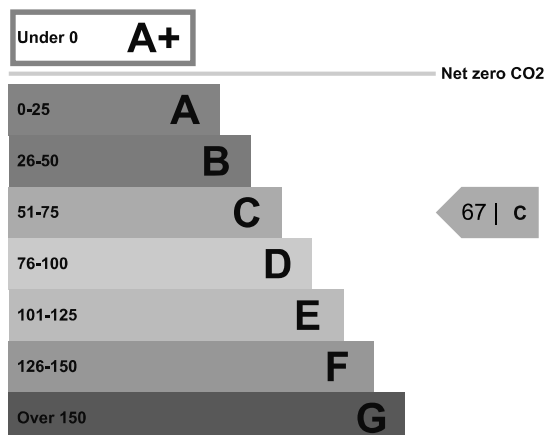 Under 0 A+
Net zero CO2
0-25 A
26-50 B
51-75 C
67 | C
76-100 D
101-125 E
126-150 F
Over 150 G